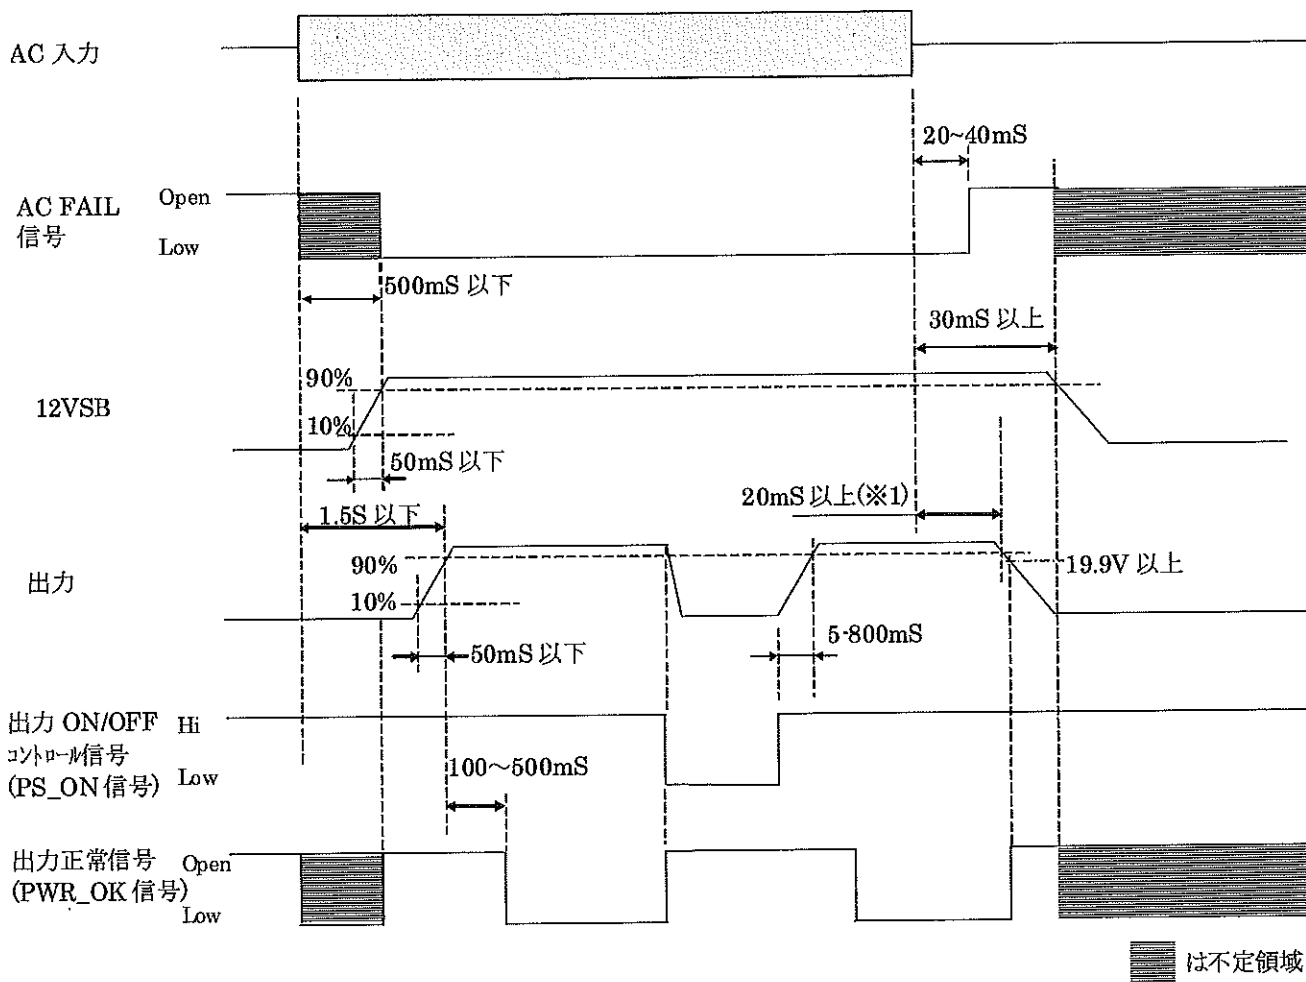 AC 入力
20~40mS
AC FAIL
信号
Open
Low
500mS 以下
30mS 以上
90%
12VSB
10%
50mS 以下
20mS 以上(※1)
1.5S 以下
90%
19.9V 以上
出力
10%
5-800mS
50mS 以下
出力 ON/OFF
コントロール信号
(PS_ON 信号)
Hi
Low
100～500mS
出力正常信号
(PWR_OK 信号)
Open
Low
は不定領域